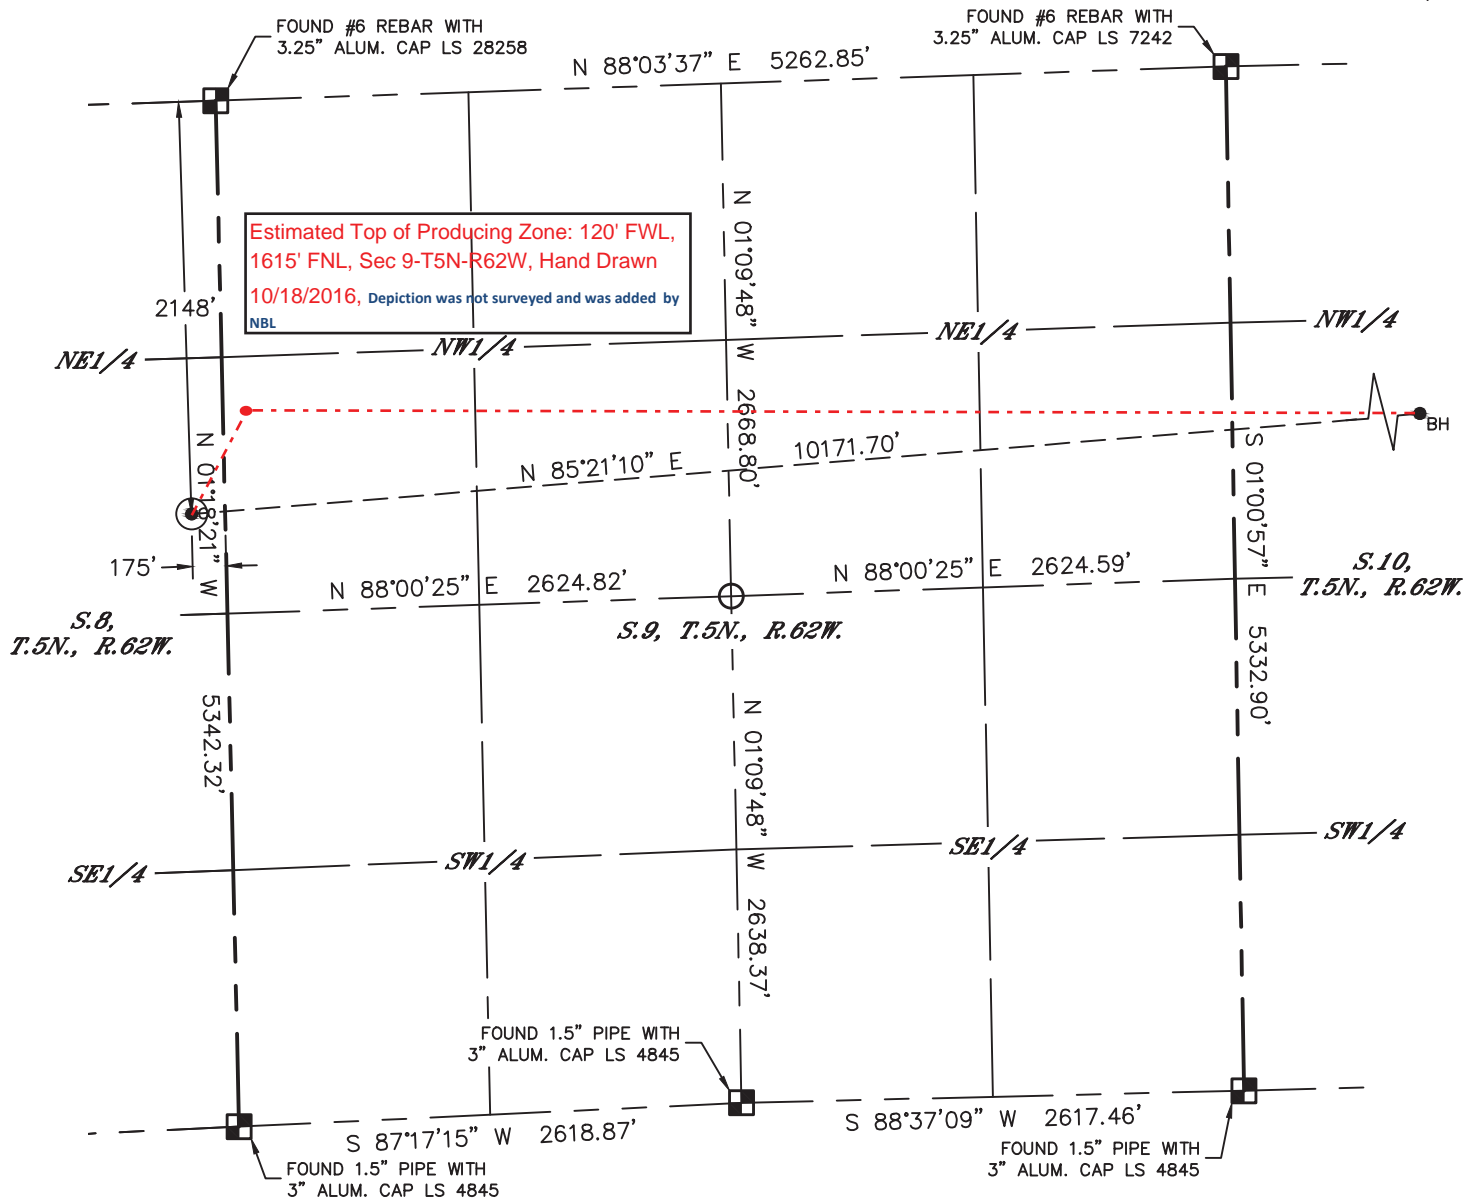 FOUND #6 REBAR WITH
3.25” ALUM. CAP LS 28258
FOUND #6 REBAR WITH
3.25” ALUM. CAP LS 7242
N 88°03'37” E 5262.85'
Estimated Top of Producing Zone: 120' FWL,
1615' FNL, Sec 9-T5N-R62W, Hand Drawn
10/18/2016, Depiction was not surveyed and was added by
NBL
2148'
N 01°09'48” W 2668.80'
NE1/4
NW1/4
NE1/4
NW1/4
BH
N 85°21'10” E 10171.70'
N 01°18'21” W 5342.32'
S 01°00'57” E 5332.90'
175'
N 88°00'25” E 2624.82'
N 88°00'25” E 2624.59'
S.8,
T.5N., R.62W.
S.9, T.5N., R.62W.
S.10,
T.5N., R.62W.
N 01°09'48” W 2638.37'
SE1/4
SW1/4
SE1/4
SW1/4
FOUND 1.5” PIPE WITH
3” ALUM. CAP LS 4845
S 87°17'15” W 2618.87'
S 88°37'09” W 2617.46'
FOUND 1.5” PIPE WITH
3” ALUM. CAP LS 4845
FOUND 1.5” PIPE WITH
3” ALUM. CAP LS 4845